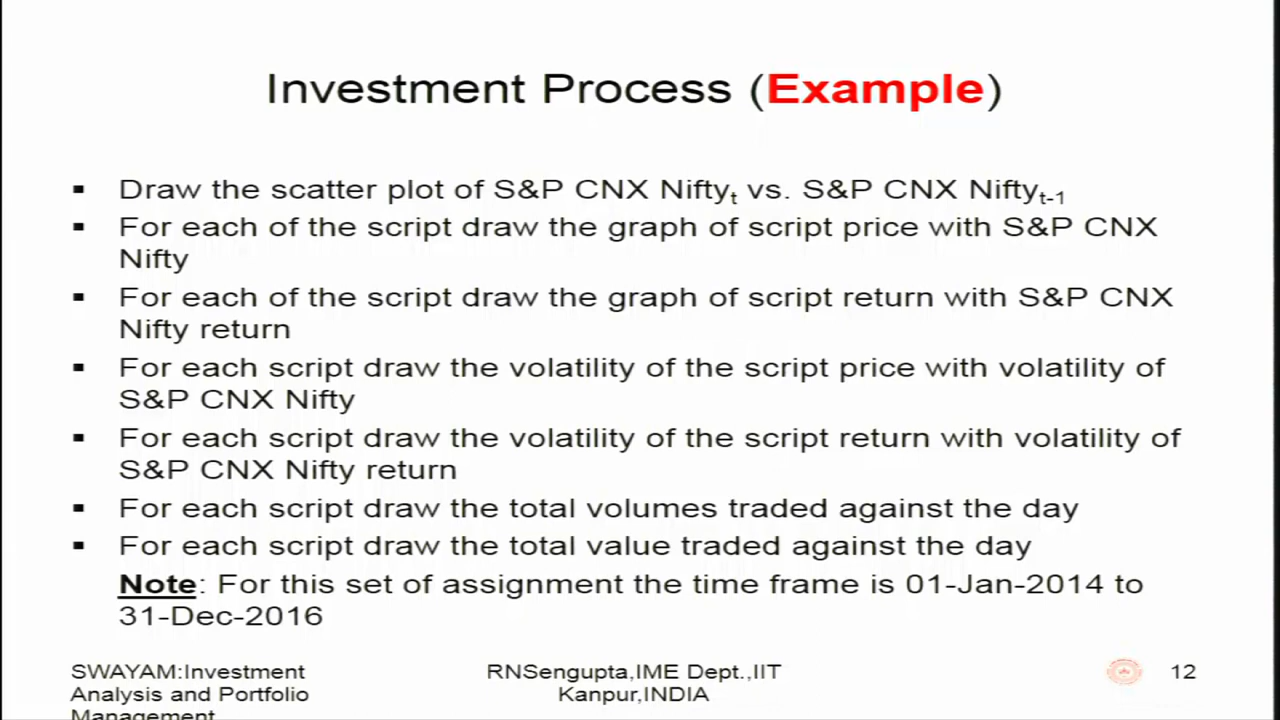 Investment Process (Example)
▪ Draw the scatter plot of S&P CNX Niftyt vs. S&P CNX Niftyt-1
▪ For each of the script draw the graph of script price with S&P CNX
Nifty
▪ For each of the script draw the graph of script return with S&P CNX
Nifty return
▪ For each script draw the volatility of the script price with volatility of
S&P CNX Nifty
▪ For each script draw the volatility of the script return with volatility of
S&P CNX Nifty return
▪ For each script draw the total volumes traded against the day
▪ For each script draw the total value traded against the day
Note: For this set of assignment the time frame is 01-Jan-2014 to
31-Dec-2016
SWAYAM:Investment
Analysis and Portfolio
Management
RNSengupta,IME Dept.,IIT
Kanpur,INDIA
12